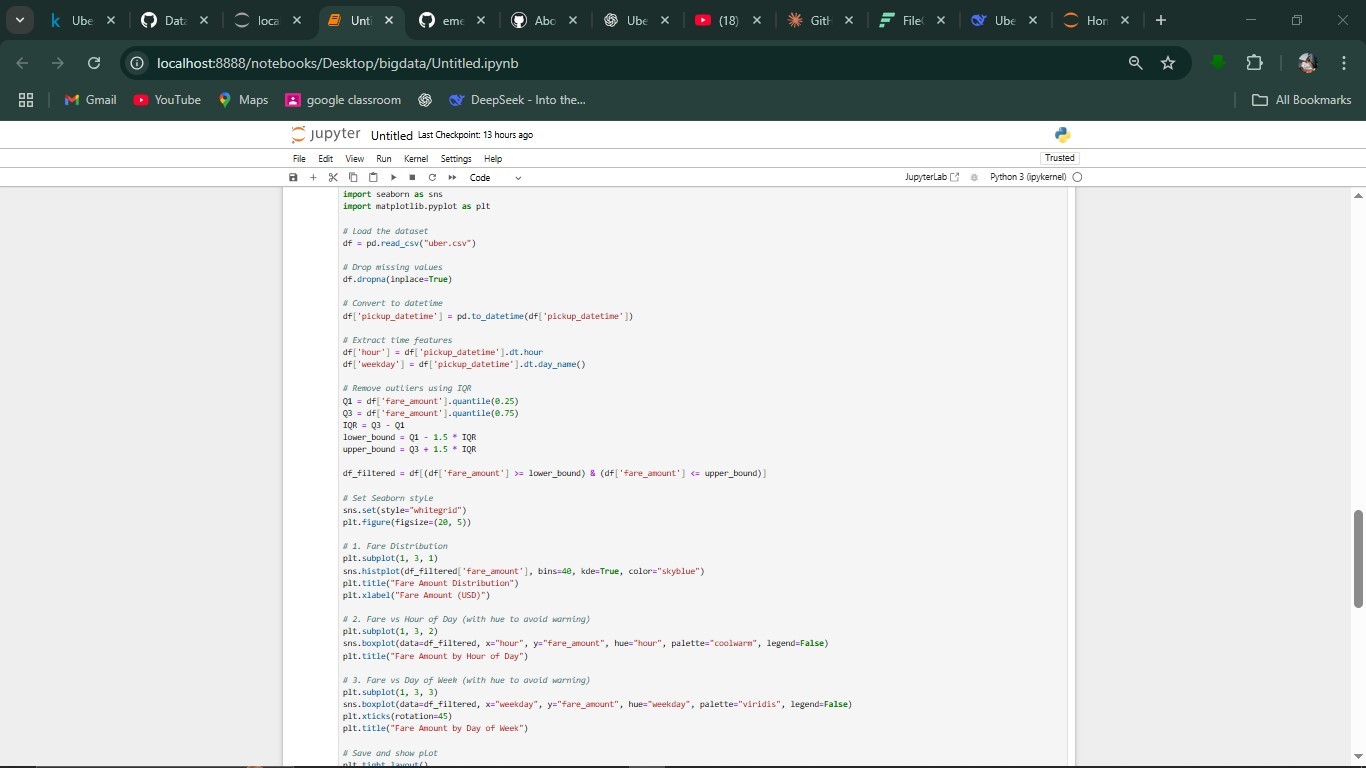 Ube
Data
loca
Unti
eme
Abo
Ube
(18)
GitH
File(
Ube
Hon
localhost:8888/notebooks/Desktop/bigdata/Untitled.ipynb
Gmail
YouTube
Maps
google classroom
DeepSeek - Into the...
All Bookmarks
jupyter Untitled Last Checkpoint: 13 hours ago
File Edit View Run Kernel Settings Help
Trusted
Code
JupyterLab
Python 3 (ipykernel)
import seaborn as sns
import matplotlib.pyplot as plt
# Load the dataset
df = pd.read_csv("uber.csv")
# Drop missing values
df.dropna(inplace=True)
# Convert to datetime
df['pickup_datetime'] = pd.to_datetime(df['pickup_datetime'])
# Extract time features
df['hour'] = df['pickup_datetime'].dt.hour
df['weekday'] = df['pickup_datetime'].dt.day_name()
# Remove outliers using IQR
Q1 = df['fare_amount'].quantile(0.25)
Q3 = df['fare_amount'].quantile(0.75)
IQR = Q3 - Q1
lower_bound = Q1 - 1.5 * IQR
upper_bound = Q3 + 1.5 * IQR
df_filtered = df[(df['fare_amount'] >= lower_bound) & (df['fare_amount'] <= upper_bound)]
# Set Seaborn style
sns.set(style="whitegrid")
plt.figure(figsize=(20, 5))
# 1. Fare Distribution
plt.subplot(1, 3, 1)
sns.histplot(df_filtered['fare_amount'], bins=40, kde=True, color="skyblue")
plt.title("Fare Amount Distribution")
plt.xlabel("Fare Amount (USD)")
# 2. Fare vs Hour of Day (with hue to avoid warning)
plt.subplot(1, 3, 2)
sns.boxplot(data=df_filtered, x="hour", y="fare_amount", hue="hour", palette="coolwarm", legend=False)
plt.title("Fare Amount by Hour of Day")
# 3. Fare vs Day of Week (with hue to avoid warning)
plt.subplot(1, 3, 3)
sns.boxplot(data=df_filtered, x="weekday", y="fare_amount", hue="weekday", palette="viridis", legend=False)
plt.xticks(rotation=45)
plt.title("Fare Amount by Day of Week")
# Save and show plot
plt.tight_layout()